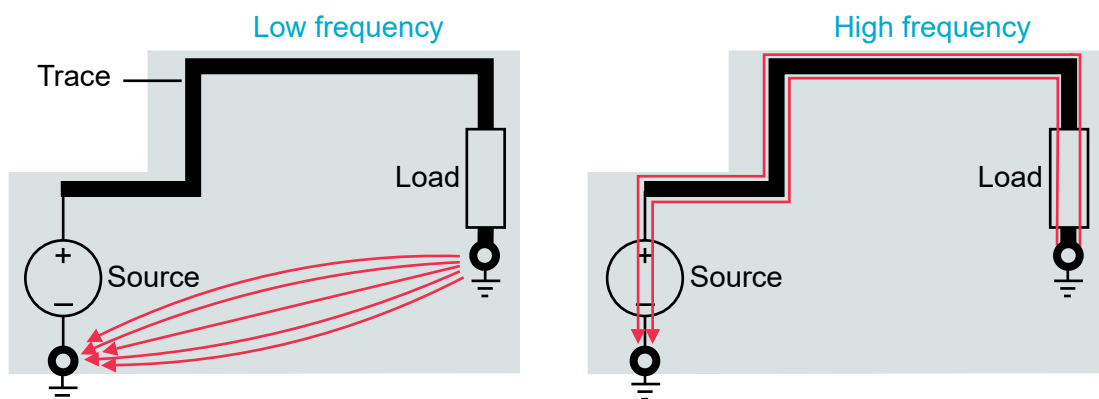 Low frequency
High frequency
Trace
Load
Load
+
Source
−
+
Source
−